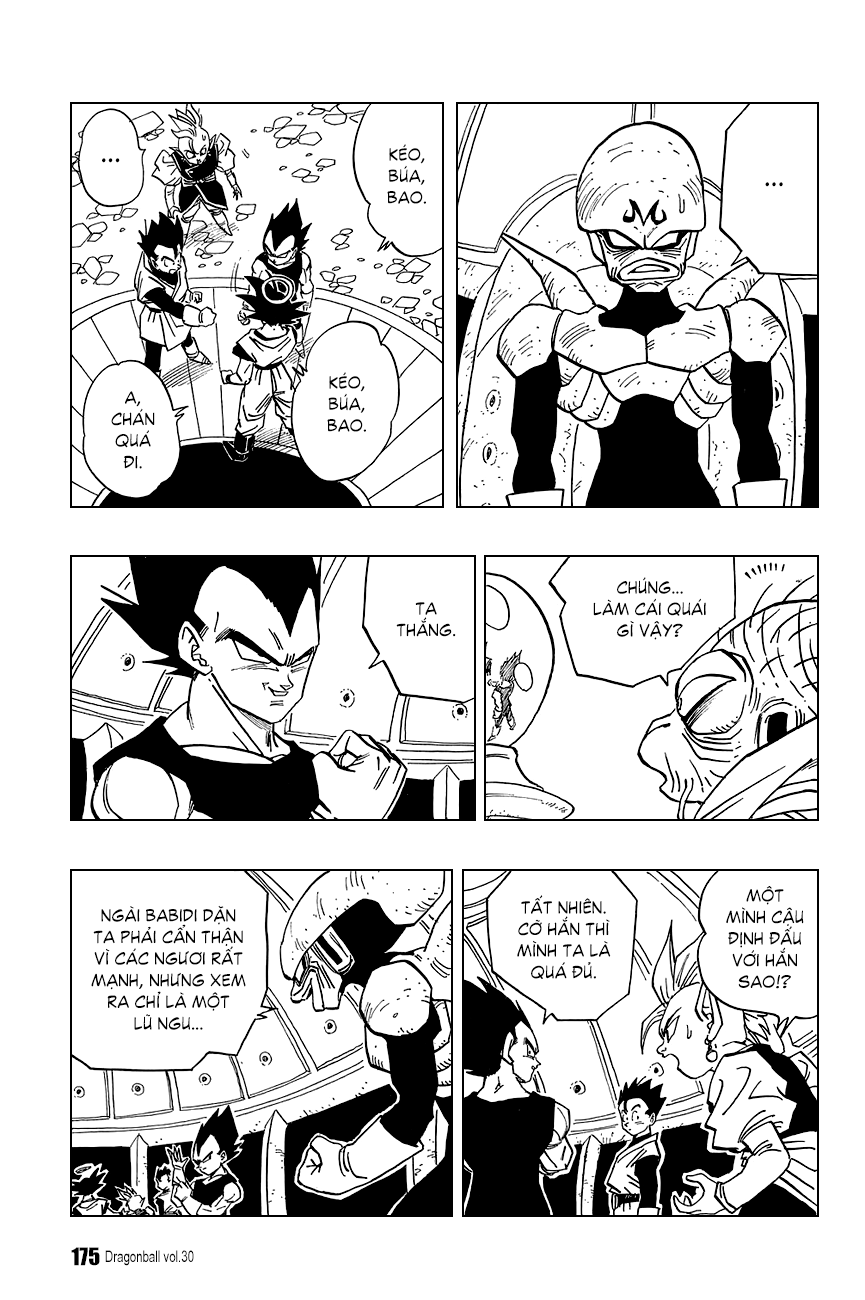 ...
KÉO,
BÚA,
BAO.
...
KÉO,
BÚA,
BAO.
A,
CHÁN
QUÁ
ĐI.
CHÚNG...
LÀM CÁI QUÁI
GÌ VẬY?
TA
THẮNG.
MỘT
MÌNH CẬU
ĐỊNH ĐẤU
VỚI HẮN
SAO!?
TẤT NHIÊN.
CỠ HẮN THÌ
MÌNH TA LÀ
QUÁ ĐỦ.
NGÀI BABIDI DẶN
TA PHẢI CẨN THẬN
VÌ CÁC NGƯƠI RẤT
MẠNH, NHƯNG XEM
RA CHỈ LÀ MỘT
LŨ NGU...
175 Dragonball vol.30